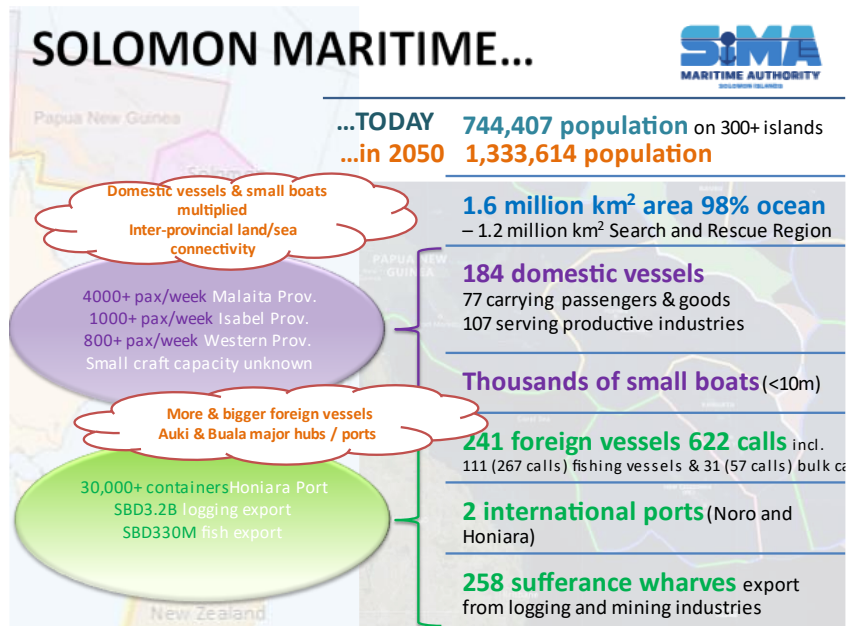 SOLOMON MARITIME...
SiMA
MARITIME AUTHORITY
SOLOMON ISLANDS
...TODAY 744,407 population on 300+ islands
...in 2050 1,333,614 population
Papua New Guinea
Solomon
Domestic vessels & small boats
multiplied
Inter-provincial land/sea
connectivity
1.6 million km² area 98% ocean
– 1.2 million km² Search and Rescue Region
PAPUA NEW
GUINEA
4000+ pax/week Malaita Prov.
1000+ pax/week Isabel Prov.
800+ pax/week Western Prov.
Small craft capacity unknown
184 domestic vessels
77 carrying passengers & goods
107 serving productive industries
Thousands of small boats (<10m)
More & bigger foreign vessels
Auki & Buala major hubs / ports
241 foreign vessels 622 calls incl.
111 (267 calls) fishing vessels & 31 (57 calls) bulk ca
30,000+ containers Honiara Port
SBD3.2B logging export
SBD330M fish export
2 international ports (Noro and
Honiara)
258 sufferance wharves export
from logging and mining industries
New Zealand